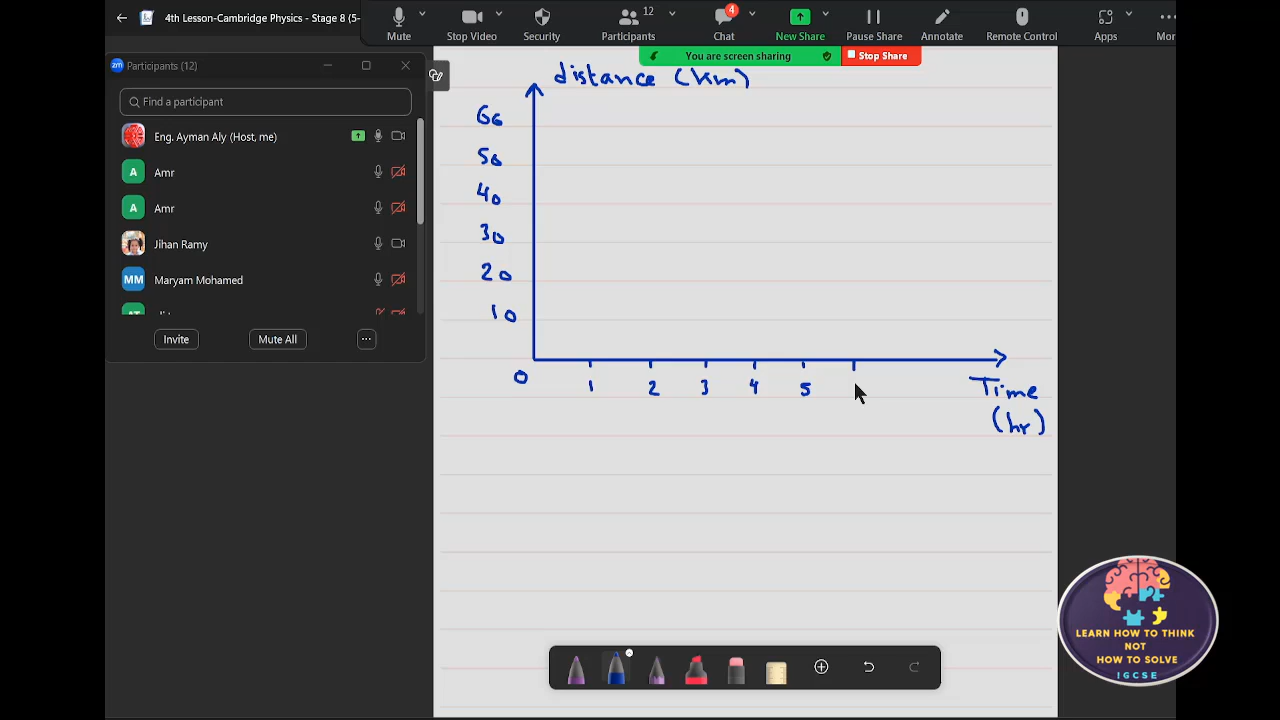 4th Lesson-Cambridge Physics - Stage 8 (5-
Mute
Stop Video
Security
12
Participants
4
Chat
New Share
Pause Share
Annotate
Remote Control
Apps
Mor
You are screen sharing
Stop Share
zm Participants (12)
Find a participant
Eng. Ayman Aly (Host, me)
A Amr
A Amr
Jihan Ramy
MM Maryam Mohamed
Invite
Mute All
distance (km)
60
50
40
30
20
10
0
1 2 3 4 5
Time
(hr)
LEARN HOW TO THINK
NOT
HOW TO SOLVE
IGCSE